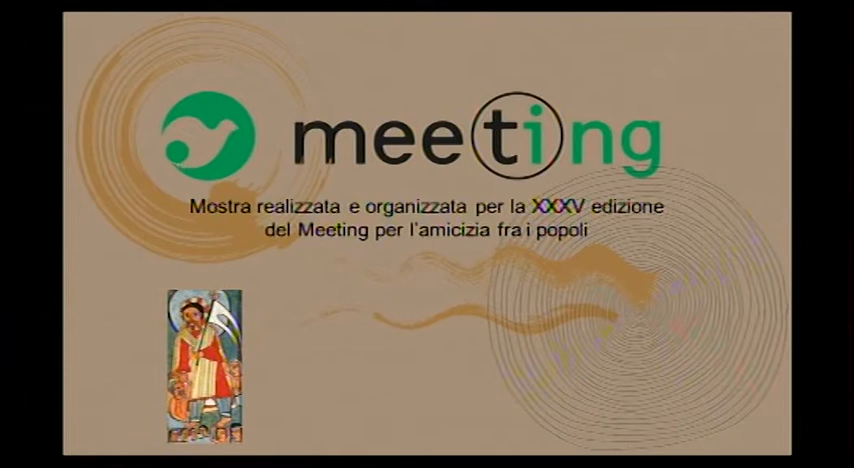 meeting
Mostra realizzata e organizzata per la XXXV edizione
del Meeting per l'amicizia fra i popoli